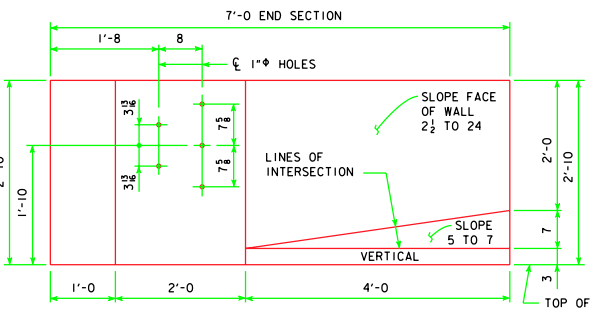 7'-0 END SECTION
1'-8
8
℄ 1"ᶲ HOLES
3 13/16
7 5/8
SLOPE FACE
OF WALL
2 1/2 TO 24
2'-0
2'-10
LINES OF
INTERSECTION
3 13/16
7 5/8
1'-10
SLOPE
5 TO 7
7
VERTICAL
3
1'-0
2'-0
4'-0
TOP OF